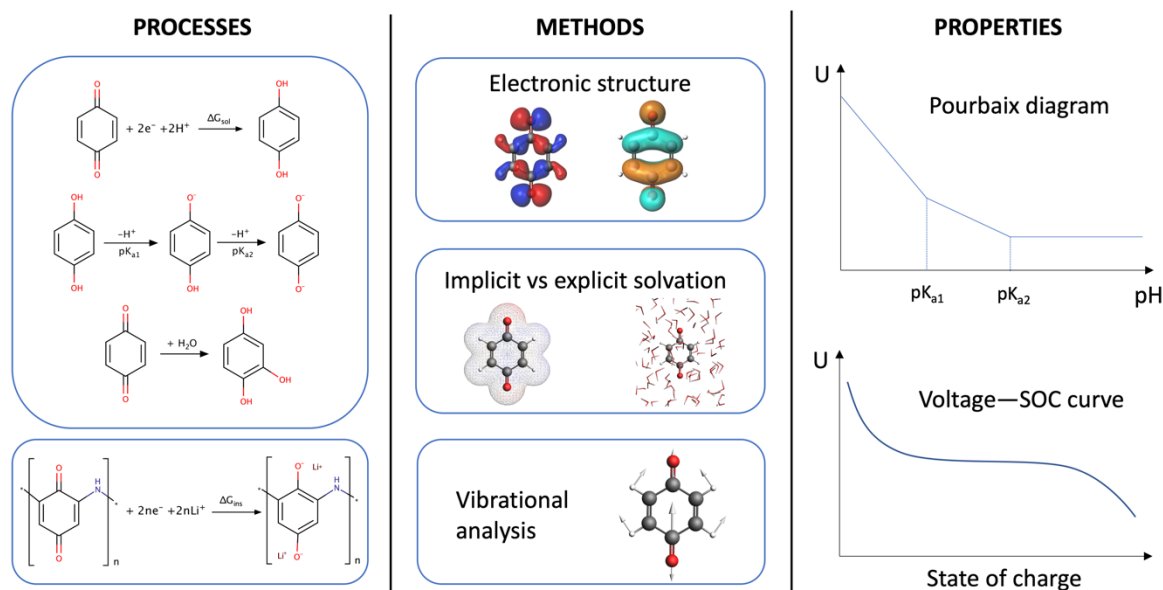 PROCESSES
O
O
+ 2e⁻ +2H⁺
ΔG_sol
OH
OH
OH
OH
–H⁺
pK_a1
O⁻
OH
–H⁺
pK_a2
O⁻
O⁻
O
O
+ H₂O
OH
OH
OH
O
O
H
N
n
+ 2ne⁻ +2nLi⁺
ΔG_ins
O⁻
Li⁺
H
N
Li⁺
O⁻
n
METHODS
Electronic structure
Implicit vs explicit solvation
Vibrational
analysis
PROPERTIES
U
Pourbaix diagram
pK_a1
pK_a2
pH
U
Voltage—SOC curve
State of charge